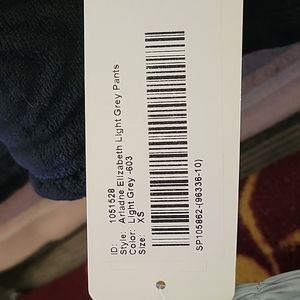 ID: 1051528
Style: Ariadne Elizabeth Light Grey Pants
Color: Light Grey -603
Size: XS
SP105862-(96336-10)